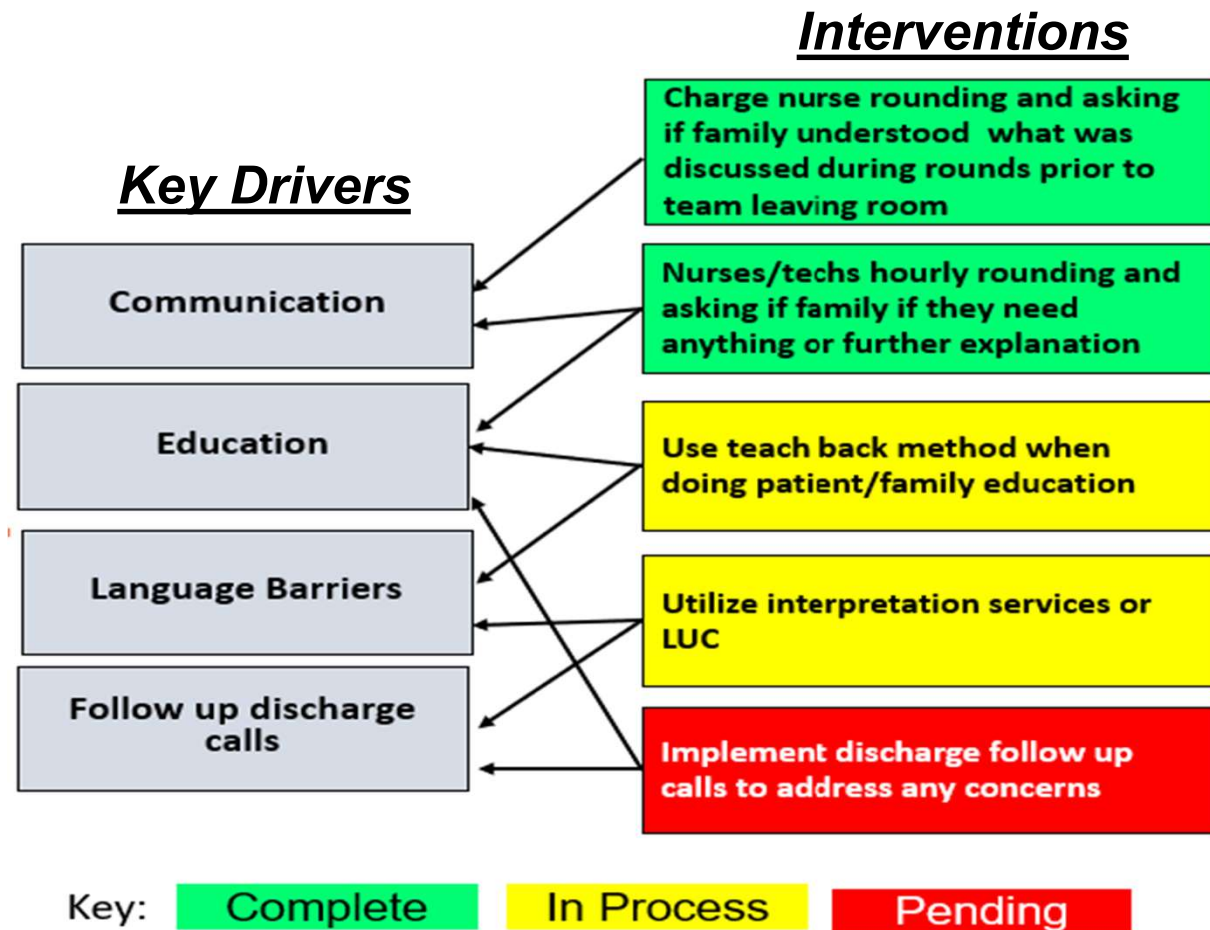 Interventions
Charge nurse rounding and asking
if family understood what was
discussed during rounds prior to
team leaving room
Key Drivers
Communication
Nurses/techs hourly rounding and
asking if family if they need
anything or further explanation
Education
Use teach back method when
doing patient/family education
Language Barriers
Utilize interpretation services or
LUC
Follow up discharge
calls
Implement discharge follow up
calls to address any concerns
Key:
Complete
In Process
Pending